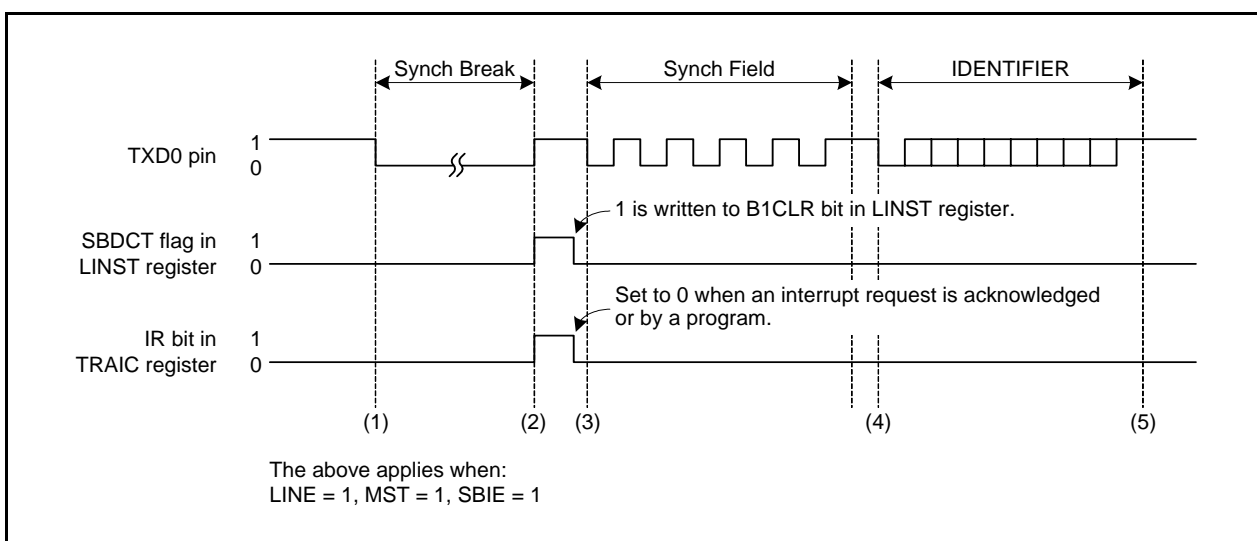 Synch Break
Synch Field
IDENTIFIER
TXD0 pin
1
0
1 is written to B1CLR bit in LINST register.
SBDCT flag in
LINST register
1
0
Set to 0 when an interrupt request is acknowledged
or by a program.
IR bit in
TRAIC register
1
0
(1)
(2)
(3)
(4)
(5)
The above applies when:
LINE = 1, MST = 1, SBIE = 1